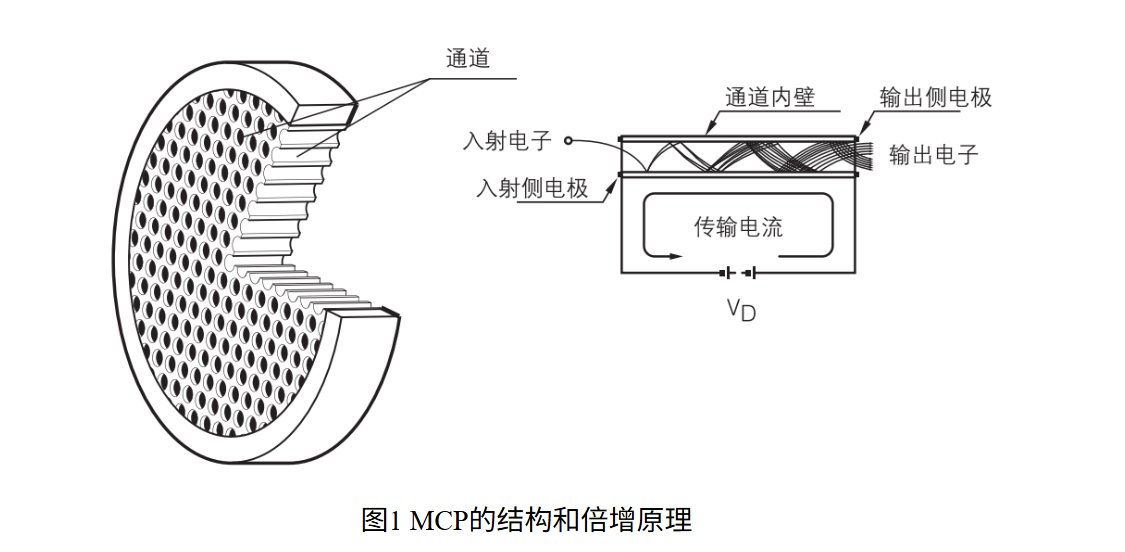 通道
通道内壁
输出侧电极
入射电子
输出电子
入射侧电极
传输电流
VD
图1 MCP的结构和倍增原理